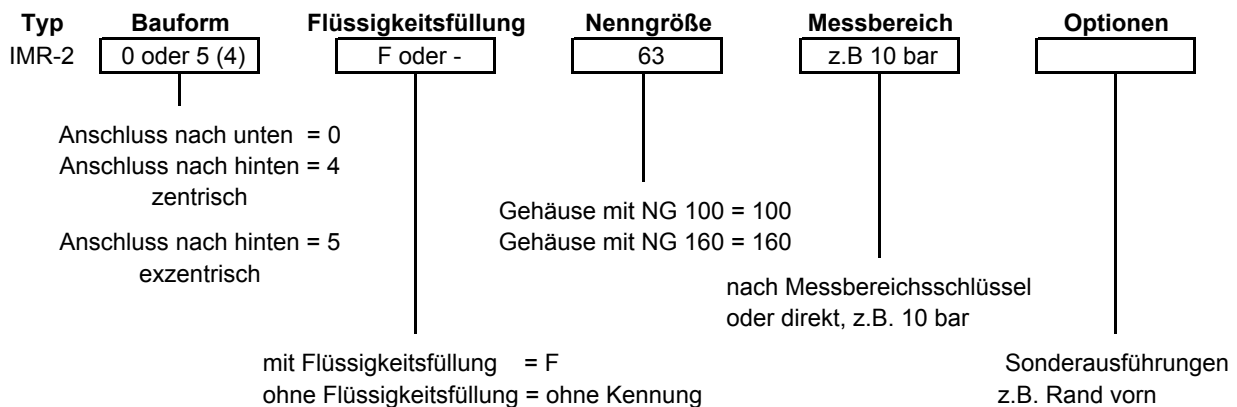 Typ Bauform Flüssigkeitsfüllung Nenngröße Messbereich Optionen
IMR-2 0 oder 5 (4) F oder - 63 z.B 10 bar
Anschluss nach unten = 0
Anschluss nach hinten = 4
zentrisch
Gehäuse mit NG 100 = 100
Anschluss nach hinten = 5 Gehäuse mit NG 160 = 160
exzentrisch
nach Messbereichsschlüssel
oder direkt, z.B. 10 bar
mit Flüssigkeitsfüllung = F Sonderausführungen
ohne Flüssigkeitsfüllung = ohne Kennung z.B. Rand vorn